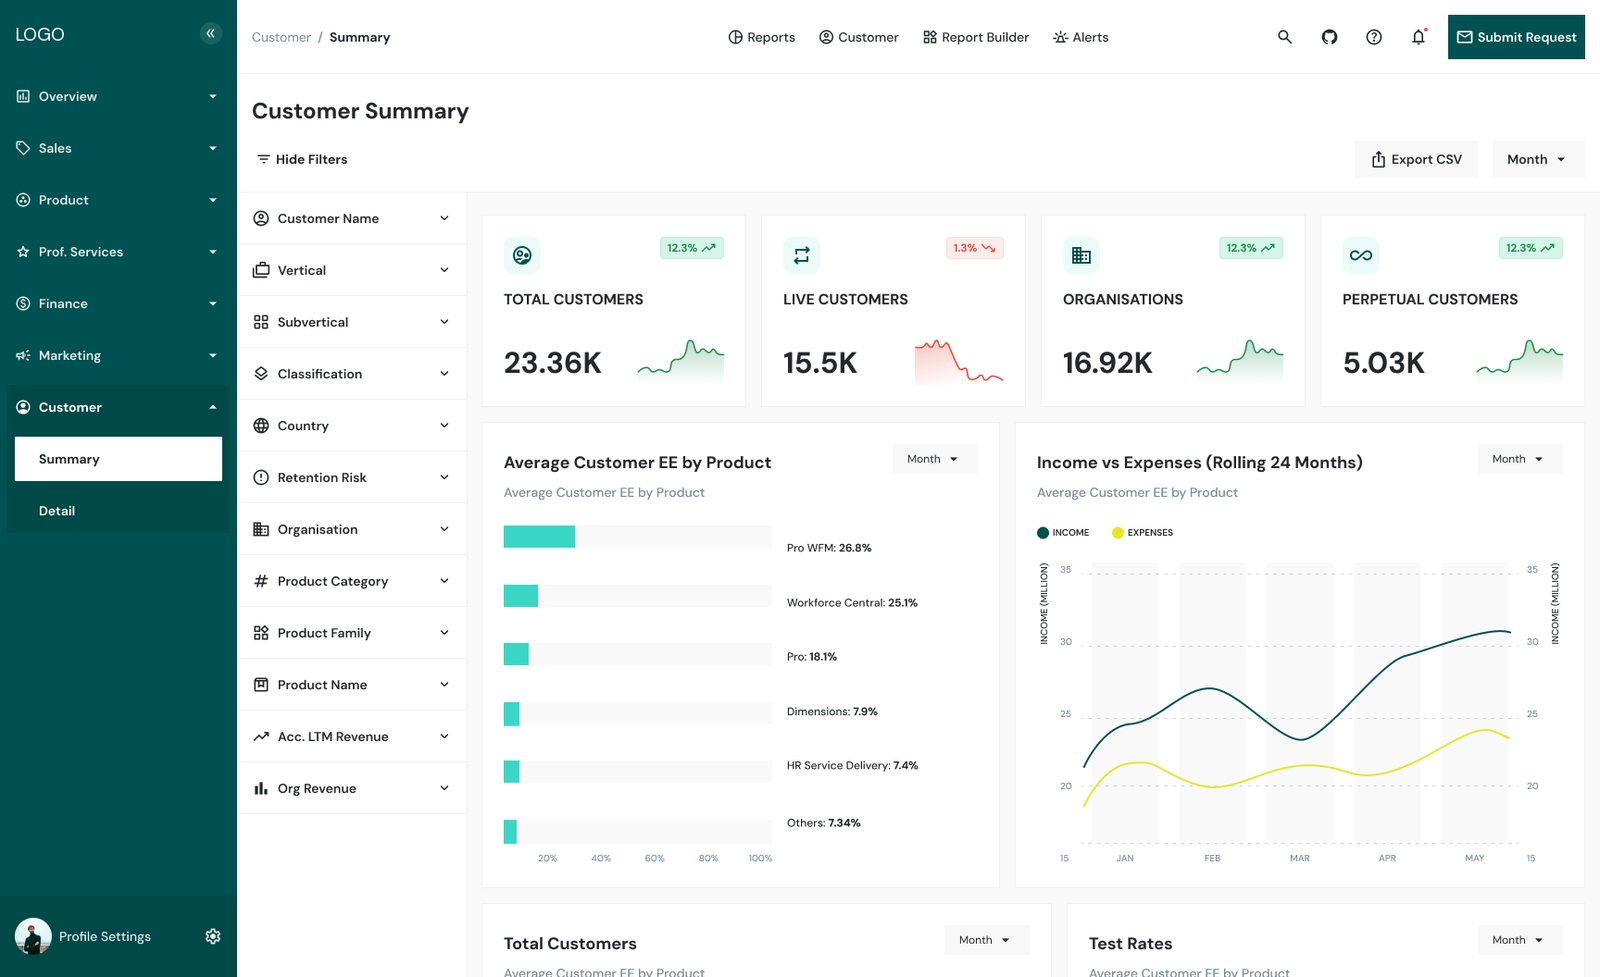 LOGO
Overview
Sales
Product
Prof. Services
Finance
Marketing
Customer
Summary
Detail
Profile Settings
Customer / Summary
Reports
Customer
Report Builder
Alerts
Submit Request
Customer Summary
Hide Filters
Export CSV
Month
Customer Name
Vertical
Subvertical
Classification
Country
Retention Risk
Organisation
Product Category
Product Family
Product Name
Acc. LTM Revenue
Org Revenue
12.3%
TOTAL CUSTOMERS
23.36K
1.3%
LIVE CUSTOMERS
15.5K
12.3%
ORGANISATIONS
16.92K
12.3%
PERPETUAL CUSTOMERS
5.03K
Average Customer EE by Product
Month
Average Customer EE by Product
Pro WFM: 26.8%
Workforce Central: 25.1%
Pro: 18.1%
Dimensions: 7.9%
HR Service Delivery: 7.4%
Others: 7.34%
20% 40% 60% 80% 100%
Income vs Expenses (Rolling 24 Months)
Month
Average Customer EE by Product
INCOME
EXPENSES
INCOME (MILLION)
35
30
25
20
15
JAN FEB MAR APR MAY
35
30
25
20
15
INCOME (MILLION)
Total Customers
Month
Average Customer EE by Product
Test Rates
Month
Average Customer EE by Product